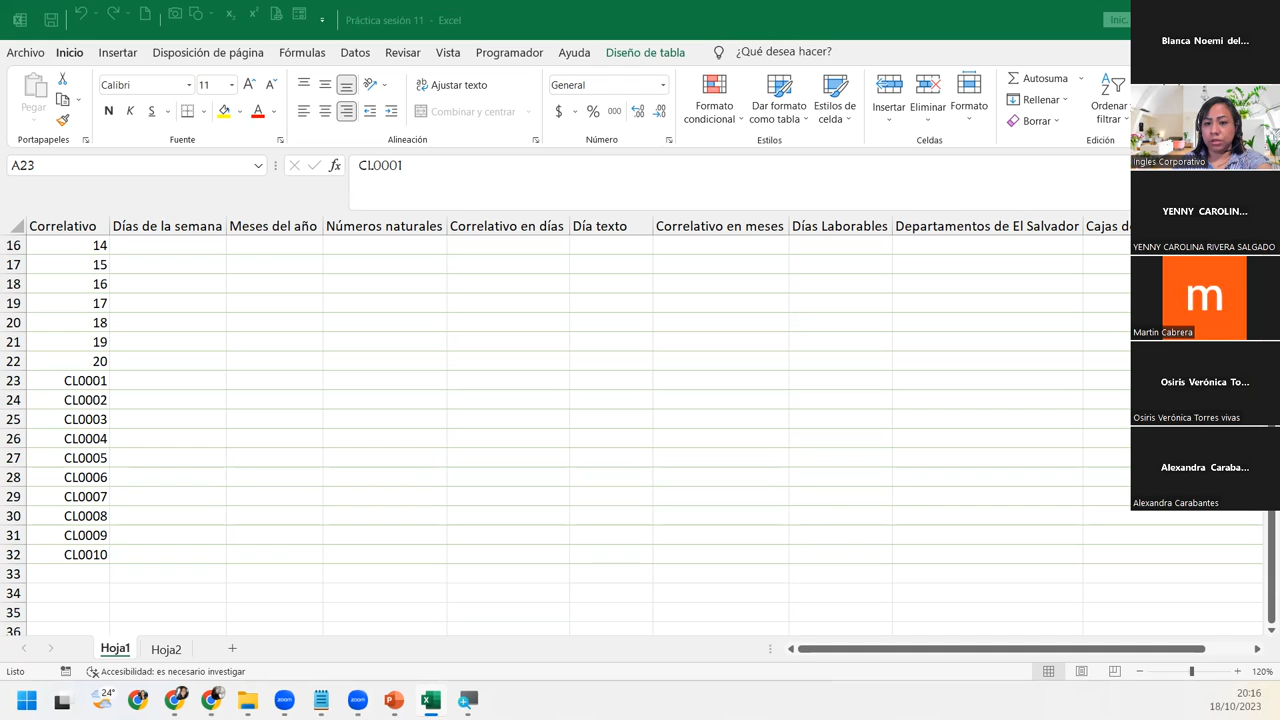 Práctica sesión 11 - Excel
Inic.
Archivo Inicio Insertar Disposición de página Fórmulas Datos Revisar Vista Programador Ayuda Diseño de tabla ¿Qué desea hacer?
Pegar
Calibri 11
N K S
Ajustar texto
Combinar y centrar
General
$ % 000
Formato condicional
Dar formato como tabla
Estilos de celda
Insertar
Eliminar
Formato
Autosuma
Rellenar
Borrar
Ordenar filtrar
Portapapeles Fuente Alineación Número Estilos Celdas Edición
A23 fx CL0001
Correlativo Días de la semana Meses del año Números naturales Correlativo en días Día texto Correlativo en meses Días Laborables Departamentos de El Salvador Cajas d
16 14
17 15
18 16
19 17
20 18
21 19
22 20
23 CL0001
24 CL0002
25 CL0003
26 CL0004
27 CL0005
28 CL0006
29 CL0007
30 CL0008
31 CL0009
32 CL0010
33
34
35
36
Hoja1 Hoja2
Listo Accesibilidad: es necesario investigar 120%
24°
20:16
18/10/2023
Blanca Noemi del...
Ingles Corporativo
YENNY CAROLIN...
YENNY CAROLINA RIVERA SALGADO
m
Martin Cabrera
Osiris Verónica To...
Osiris Verónica Torres vivas
Alexandra Caraba...
Alexandra Carabantes